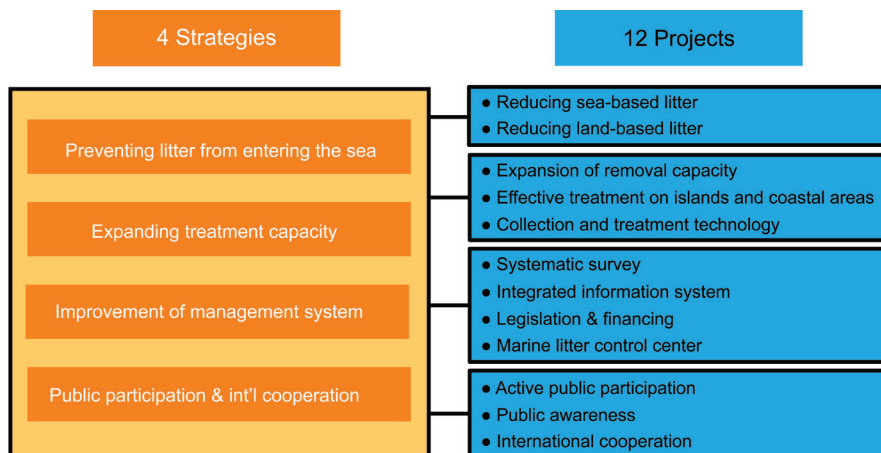 4 Strategies
12 Projects
Preventing litter from entering the sea
Expanding treatment capacity
Improvement of management system
Public participation & int'l cooperation
● Reducing sea-based litter
● Reducing land-based litter
● Expansion of removal capacity
● Effective treatment on islands and coastal areas
● Collection and treatment technology
● Systematic survey
● Integrated information system
● Legislation & financing
● Marine litter control center
● Active public participation
● Public awareness
● International cooperation